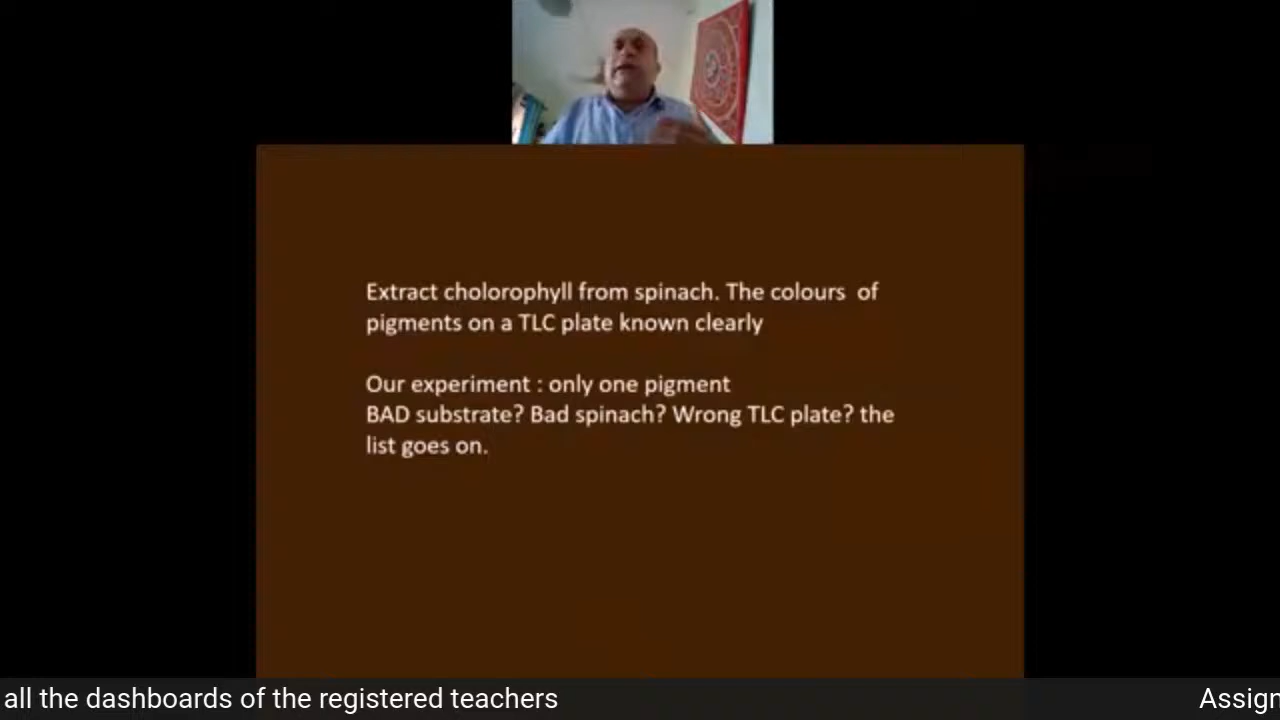 Extract cholorophyll from spinach. The colours of
pigments on a TLC plate known clearly
Our experiment : only one pigment
BAD substrate? Bad spinach? Wrong TLC plate? the
list goes on.
all the dashboards of the registered teachers
Assign